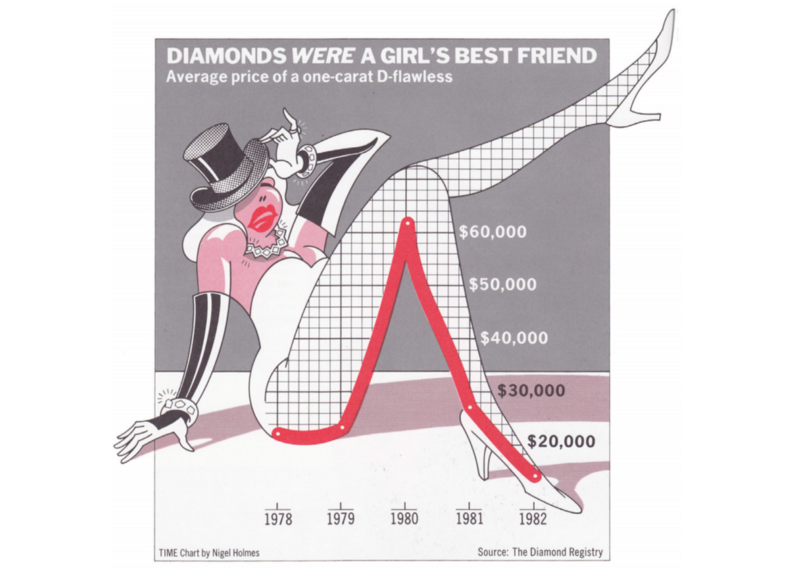 DIAMONDS WERE A GIRL'S BEST FRIEND
Average price of a one-carat D-flawless
$60,000
$50,000
$40,000
$30,000
$20,000
1978 1979 1980 1981 1982
TIME Chart by Nigel Holmes
Source: The Diamond Registry